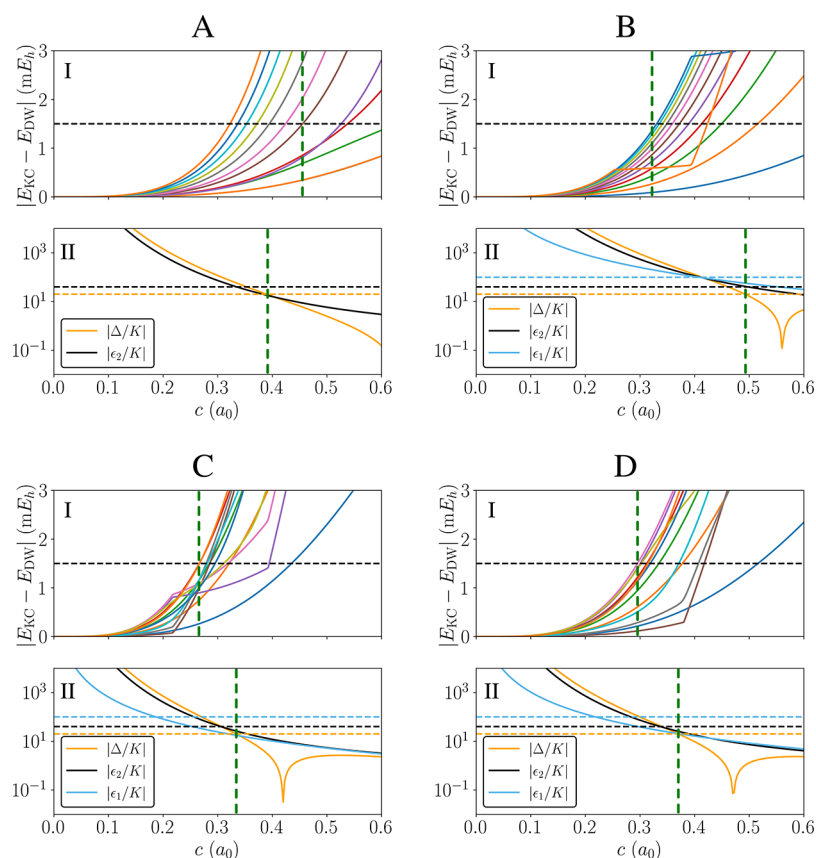 A
I
|E_KC − E_DW| (mE_h)
3
2
1
0
II
10^3
10^1
10^−1
|Δ/K|
|ϵ_2/K|
0.0 0.1 0.2 0.3 0.4 0.5 0.6
c (a_0)
B
I
|E_KC − E_DW| (mE_h)
3
2
1
0
II
10^3
10^1
10^−1
|Δ/K|
|ϵ_2/K|
|ϵ_1/K|
0.0 0.1 0.2 0.3 0.4 0.5 0.6
c (a_0)
C
I
|E_KC − E_DW| (mE_h)
3
2
1
0
II
10^3
10^1
10^−1
|Δ/K|
|ϵ_2/K|
|ϵ_1/K|
0.0 0.1 0.2 0.3 0.4 0.5 0.6
c (a_0)
D
I
|E_KC − E_DW| (mE_h)
3
2
1
0
II
10^3
10^1
10^−1
|Δ/K|
|ϵ_2/K|
|ϵ_1/K|
0.0 0.1 0.2 0.3 0.4 0.5 0.6
c (a_0)